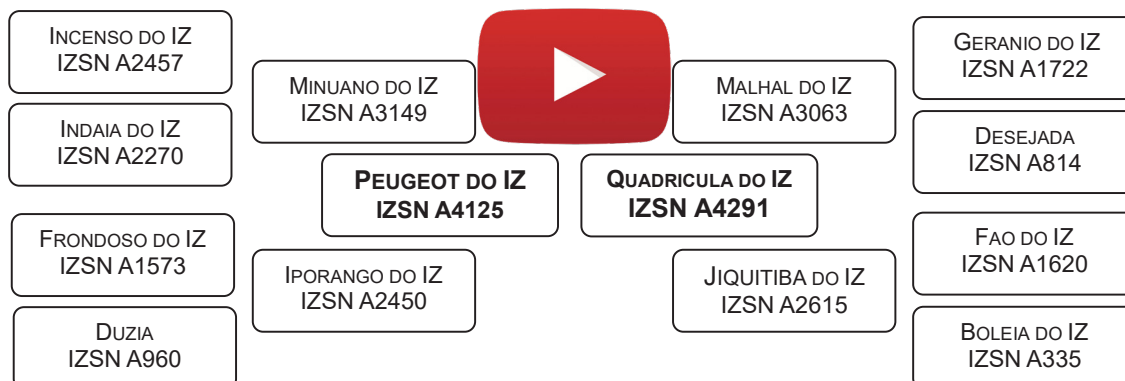 INCENSO DO IZ
IZSN A2457
INDAIA DO IZ
IZSN A2270
FRONDOSO DO IZ
IZSN A1573
DUZIA
IZSN A960
MINUANO DO IZ
IZSN A3149
IPORANGO DO IZ
IZSN A2450
PEUGEOT DO IZ
IZSN A4125
QUADRICULA DO IZ
IZSN A4291
MALHAL DO IZ
IZSN A3063
JIQUITIBA DO IZ
IZSN A2615
GERANIO DO IZ
IZSN A1722
DESEJADA
IZSN A814
FAO DO IZ
IZSN A1620
BOLEIA DO IZ
IZSN A335